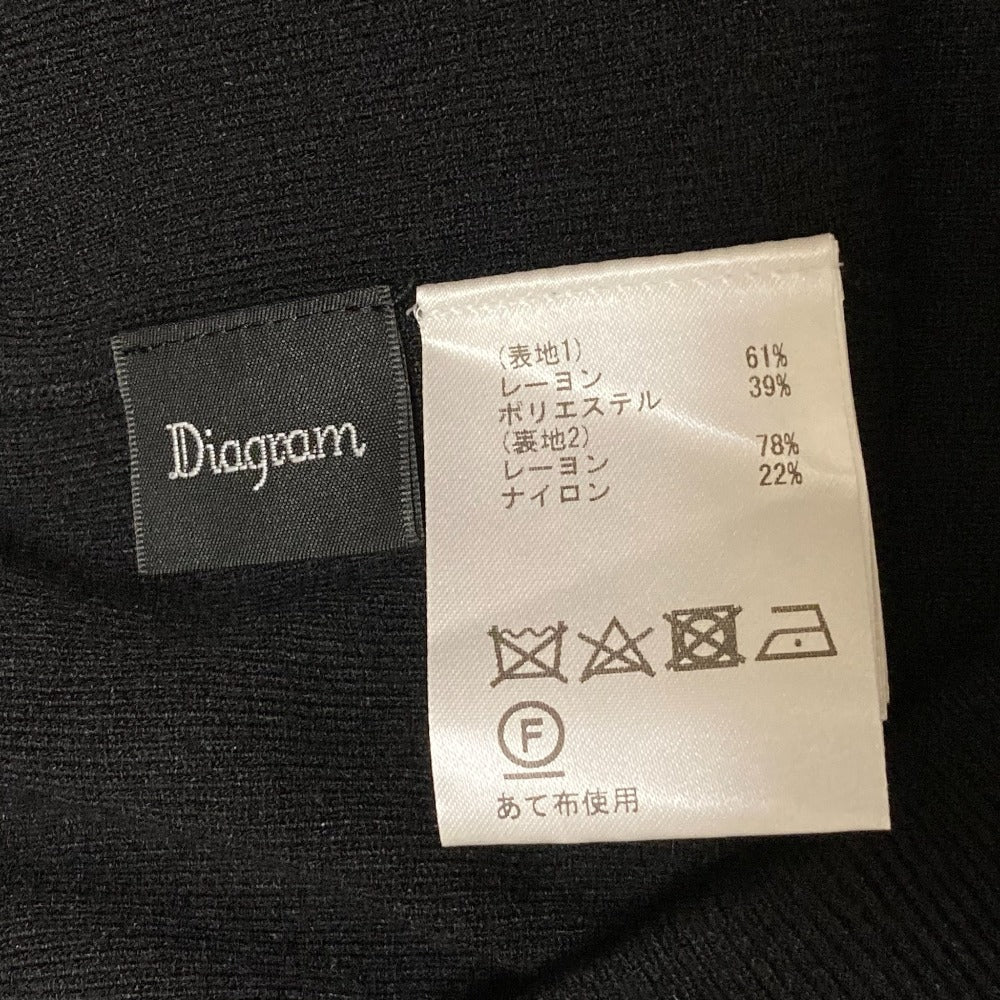 Diagram
(表地1)
レーヨン 61%
ポリエステル 39%
(裏地2)
レーヨン 78%
ナイロン 22%
F
あて布使用